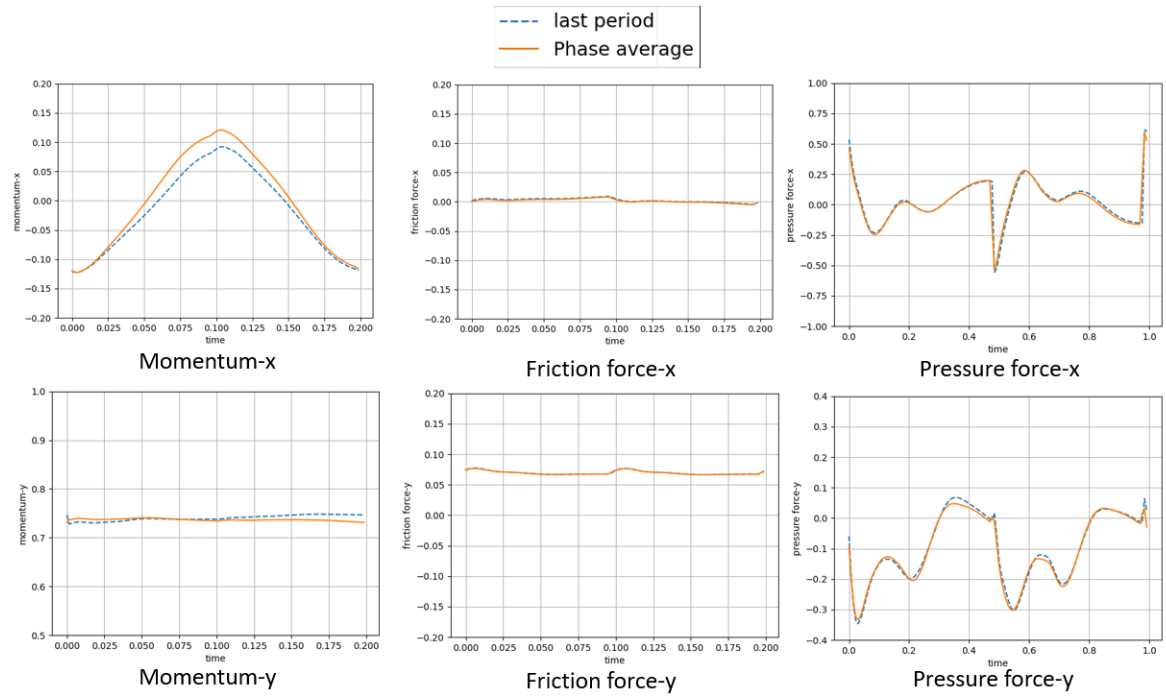 last period
Phase average
0.20
0.15
0.10
0.05
0.00
−0.05
−0.10
−0.15
−0.20
momentum-x
0.000 0.025 0.050 0.075 0.100 0.125 0.150 0.175 0.200
time
Momentum-x
0.20
0.15
0.10
0.05
0.00
−0.05
−0.10
−0.15
−0.20
friction force-x
0.000 0.025 0.050 0.075 0.100 0.125 0.150 0.175 0.200
time
Friction force-x
1.00
0.75
0.50
0.25
0.00
−0.25
−0.50
−0.75
−1.00
pressure force-x
0.0 0.2 0.4 0.6 0.8 1.0
time
Pressure force-x
1.0
0.9
0.8
0.7
0.6
0.5
momentum-y
0.000 0.025 0.050 0.075 0.100 0.125 0.150 0.175 0.200
time
Momentum-y
0.20
0.15
0.10
0.05
0.00
−0.05
−0.10
−0.15
−0.20
friction force-y
0.000 0.025 0.050 0.075 0.100 0.125 0.150 0.175 0.200
time
Friction force-y
0.4
0.3
0.2
0.1
0.0
−0.1
−0.2
−0.3
−0.4
pressure force-y
0.0 0.2 0.4 0.6 0.8 1.0
time
Pressure force-y